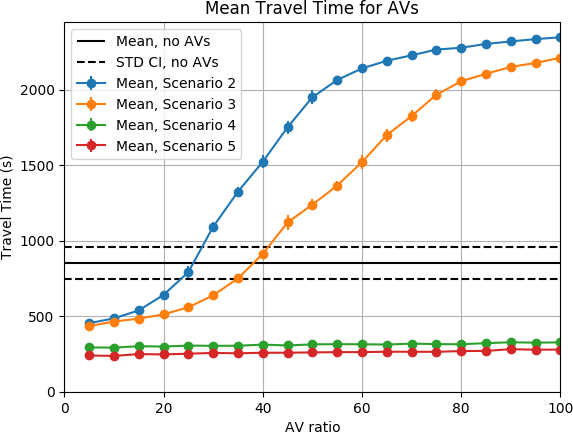 Mean Travel Time for AVs
Mean, no AVs
STD CI, no AVs
Mean, Scenario 2
Mean, Scenario 3
Mean, Scenario 4
Mean, Scenario 5
Travel Time (s)
2000
1500
1000
500
0
0 20 40 60 80 100
AV ratio